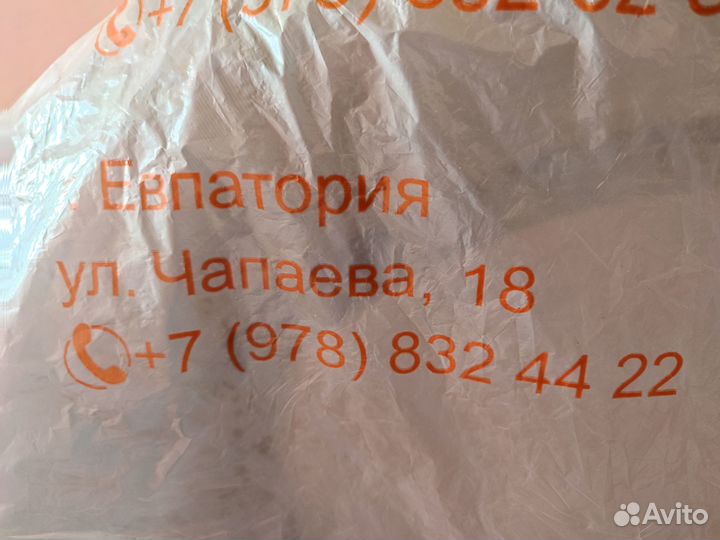 г. Евпатория
ул. Чапаева, 18
+7 (978) 832 44 22
Avito